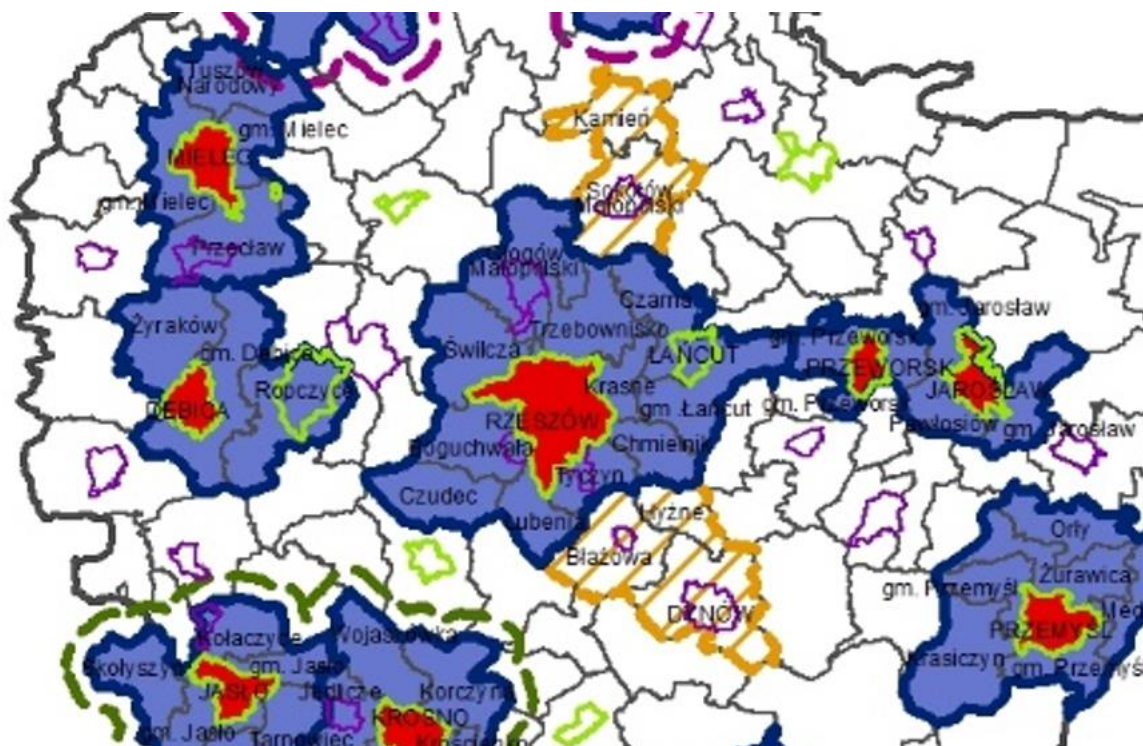 Tuszów
Narodowy
gm. Mielec
MIELEC
gm. Mielec
Przecław
Kamień
Sokołów
Małopolski
Głogów
Małopolski
Czarna
Trzebownisko
Świlcza
ŁAŃCUT
Krasne
RZESZÓW
gm. Łańcut
Boguchwała
Chmielnik
Tyczyn
Czudec
Lubenia
Żyraków
gm. Dębica
Ropczyce
DĘBICA
gm. Jarosław
gm. Przeworsk
PRZEWORSK
JAROSŁAW
gm. Przeworsk
Pawłosiów
gm. Jarosław
Hyżne
Błażowa
DYNÓW
Orły
gm. Przemyśl
Żurawica
PRZEMYŚL
Krasiczyn
gm. Przemyśl
Kołaczyce
Wojaszówka
Skołyszyn
gm. Jasło
JASŁO
Jedlicze
Korczyna
KROSNO
gm. Jasło
Tarnowiec